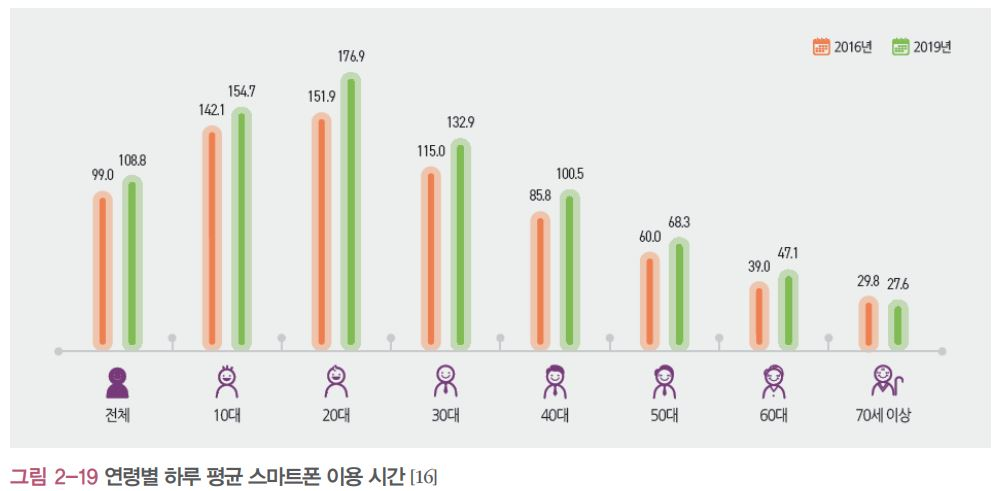 2016년 2019년
99.0 108.8
142.1 154.7
151.9 176.9
115.0 132.9
85.8 100.5
60.0 68.3
39.0 47.1
29.8 27.6
전체 10대 20대 30대 40대 50대 60대 70세 이상
그림 2-19 연령별 하루 평균 스마트폰 이용 시간 [16]